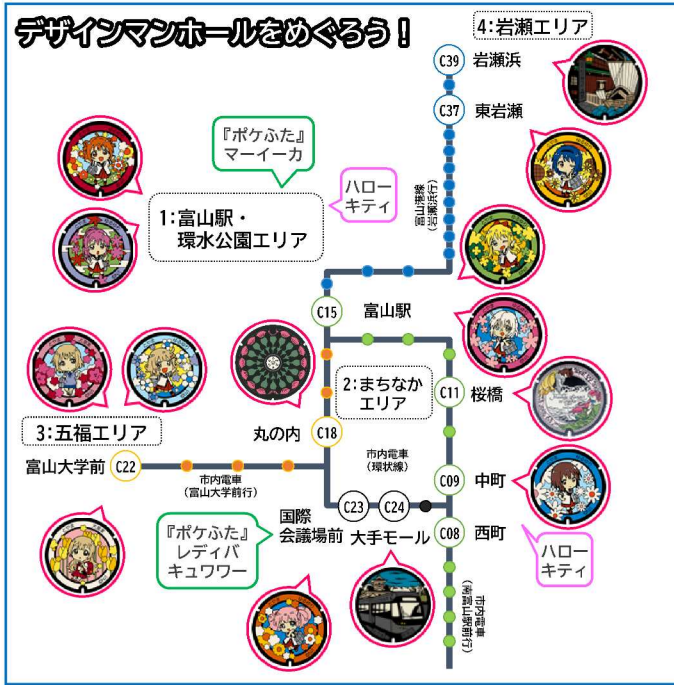 デザインマンホールをめぐろう！
4:岩瀬エリア
C39
岩瀬浜
C37
東岩瀬
『ポケふた』
マーイーカ
ハロー
キティ
1:富山駅・
環水公園エリア
富山港線
(岩瀬浜行)
C15
富山駅
2:まちなか
エリア
C11
桜橋
3:五福エリア
丸の内
C18
富山大学前
C22
市内電車
(富山大学前行)
市内電車
(環状線)
C09
中町
C23
C24
国際
会議場前
大手モール
C08
西町
『ポケふた』
レディバ
キュワワー
ハロー
キティ
市内電車
(南富山駅前行)